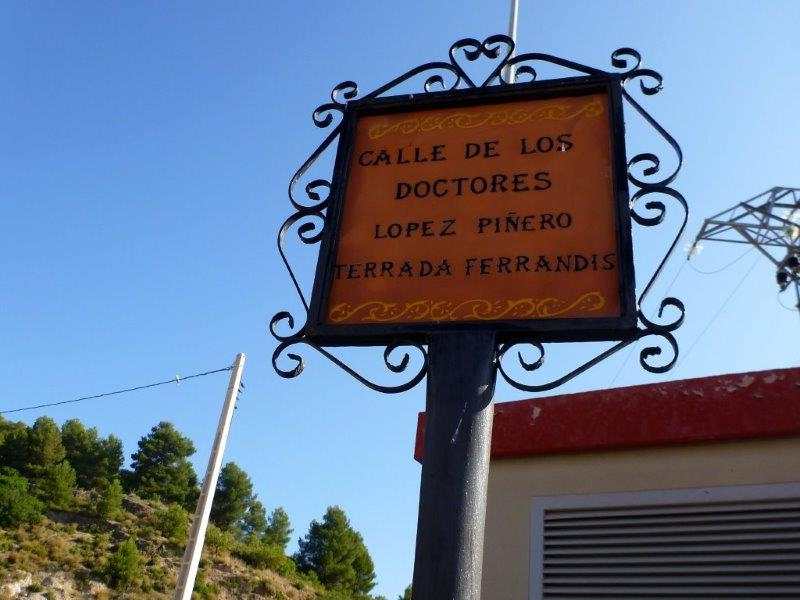 CALLE DE LOS
DOCTORES
LOPEZ PIÑERO
TERRADA FERRANDIS